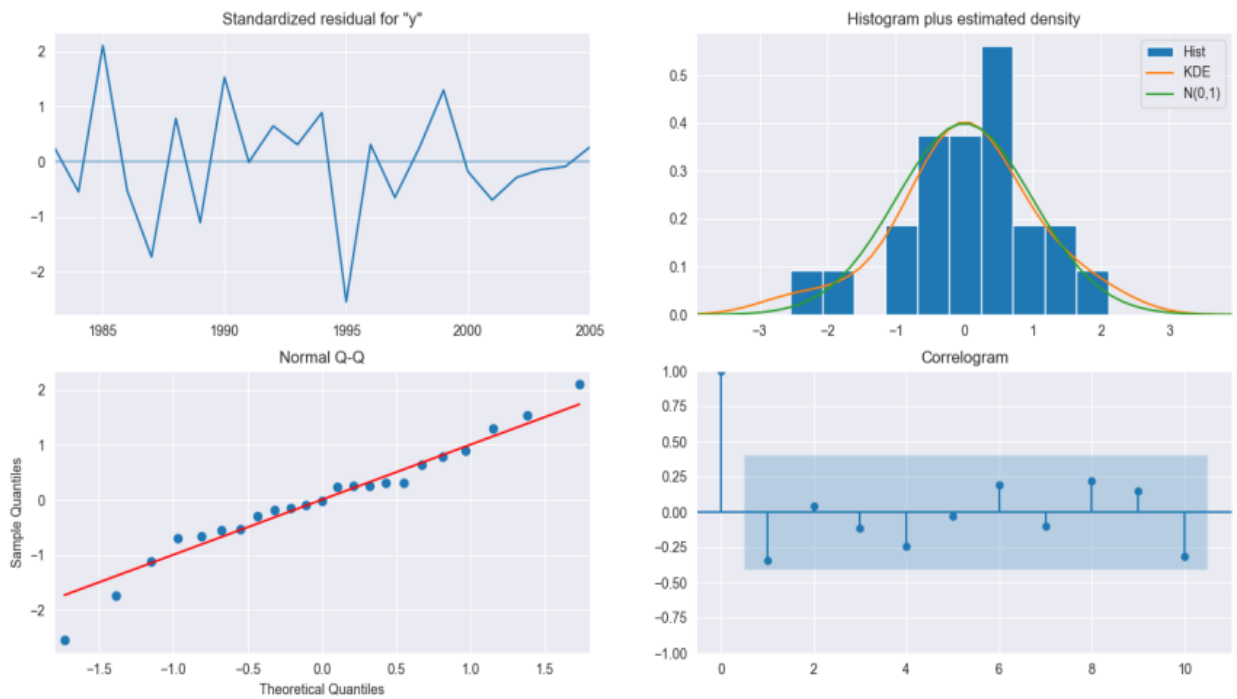 Standardized residual for "y"
2
1
0
−1
−2
1985 1990 1995 2000 2005
Histogram plus estimated density
Hist
KDE
N(0,1)
0.5
0.4
0.3
0.2
0.1
0.0
−3 −2 −1 0 1 2 3
Normal Q-Q
Sample Quantiles
2
1
0
−1
−2
−1.5 −1.0 −0.5 0.0 0.5 1.0 1.5
Theoretical Quantiles
Correlogram
1.00
0.75
0.50
0.25
0.00
−0.25
−0.50
−0.75
−1.00
0 2 4 6 8 10